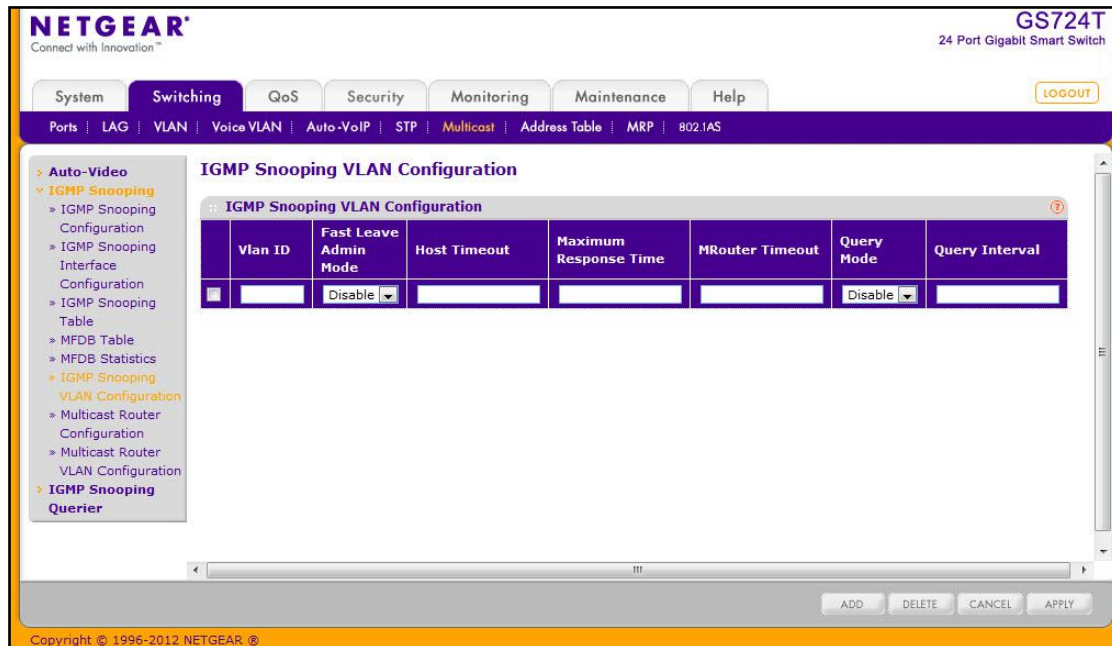 NETGEAR®
Connect with Innovation™
GS724T
24 Port Gigabit Smart Switch
System
Switching
QoS
Security
Monitoring
Maintenance
Help
LOGOUT
Ports | LAG | VLAN | Voice VLAN | Auto-VoIP | STP | Multicast | Address Table | MRP | 802.1AS
» Auto-Video
IGMP Snooping
» IGMP Snooping
Configuration
» IGMP Snooping
Interface
Configuration
» IGMP Snooping
Table
» MFDB Table
» MFDB Statistics
» IGMP Snooping
VLAN Configuration
» Multicast Router
Configuration
» Multicast Router
VLAN Configuration
IGMP Snooping
Querier
IGMP Snooping VLAN Configuration
IGMP Snooping VLAN Configuration
?
Vlan ID
Fast Leave
Admin
Mode
Host Timeout
Maximum
Response Time
MRouter Timeout
Query
Mode
Query Interval
Disable
Disable
ADD
DELETE
CANCEL
APPLY
Copyright © 1996-2012 NETGEAR ®